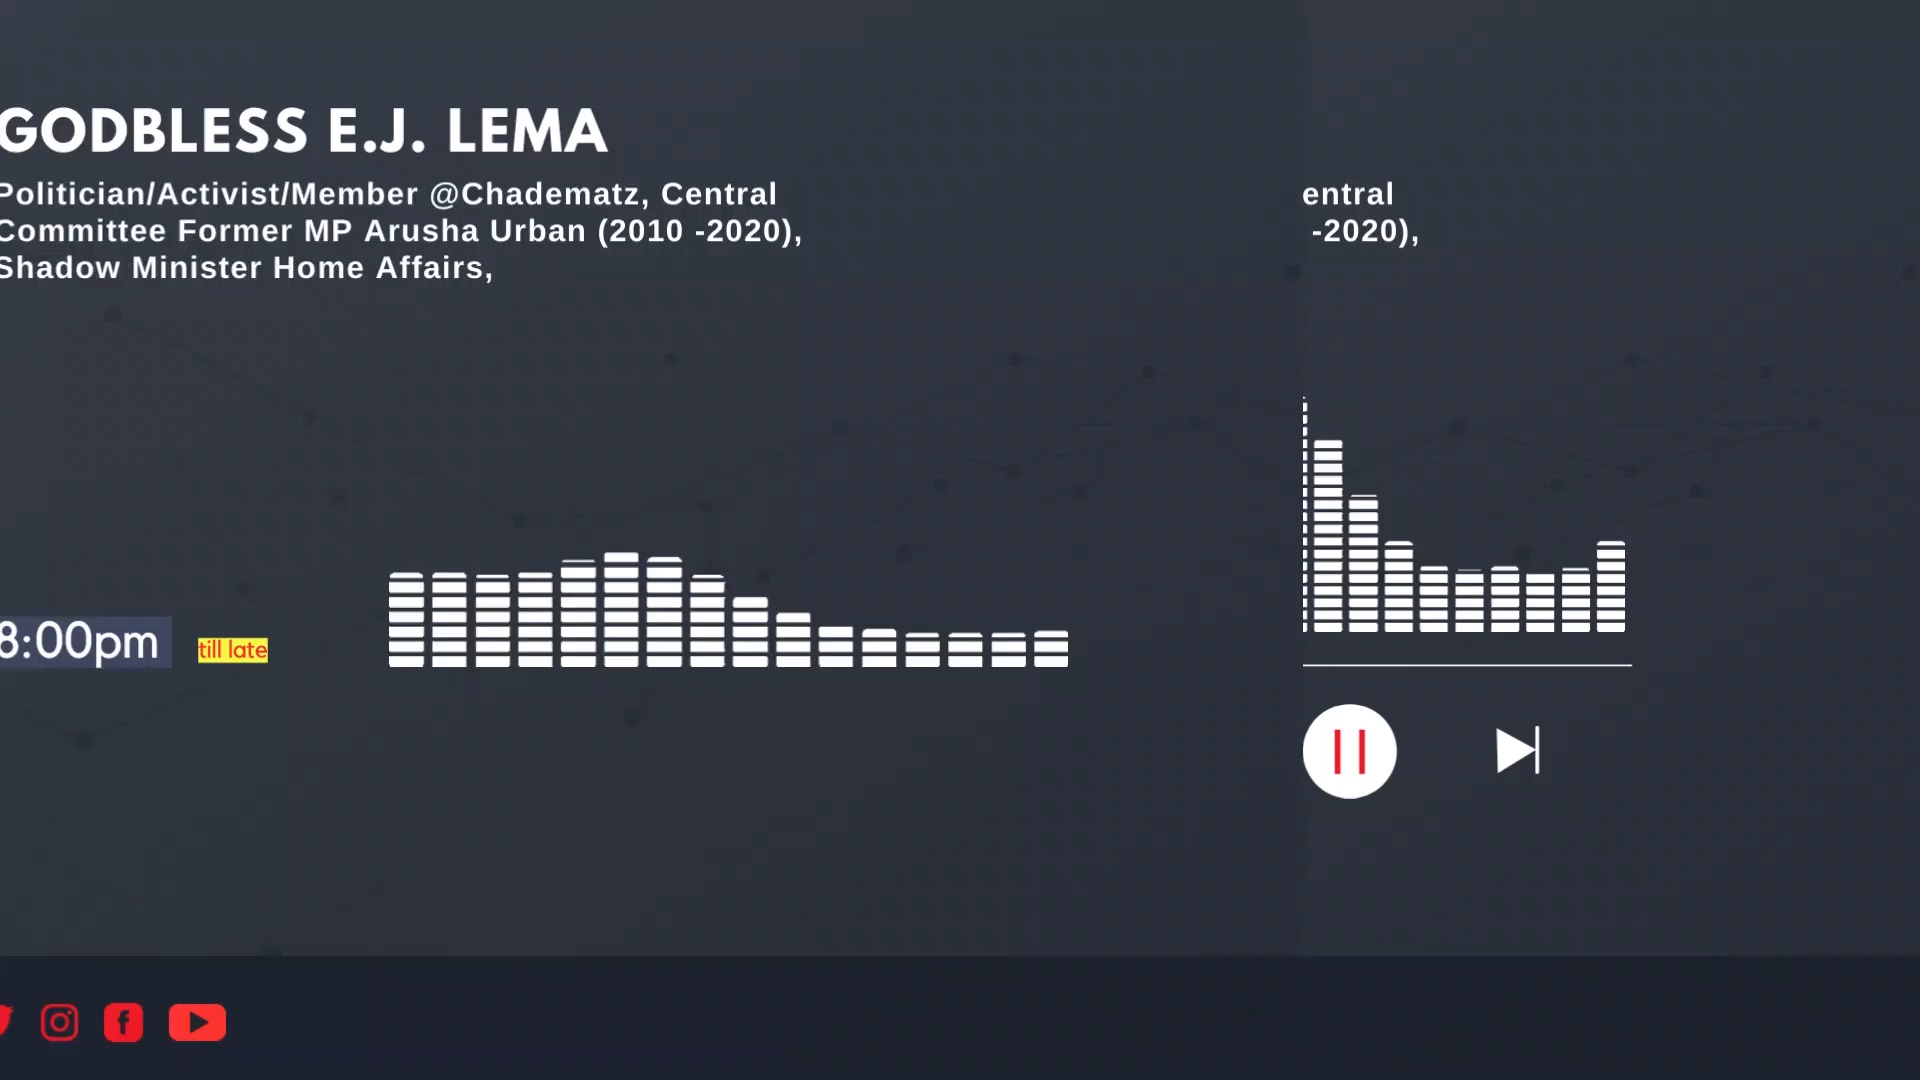 GODBLESS E.J. LEMA
Politician/Activist/Member @Chadematz, Central
Committee Former MP Arusha Urban (2010 -2020),
Shadow Minister Home Affairs,
entral
-2020),
8:00pm
till late